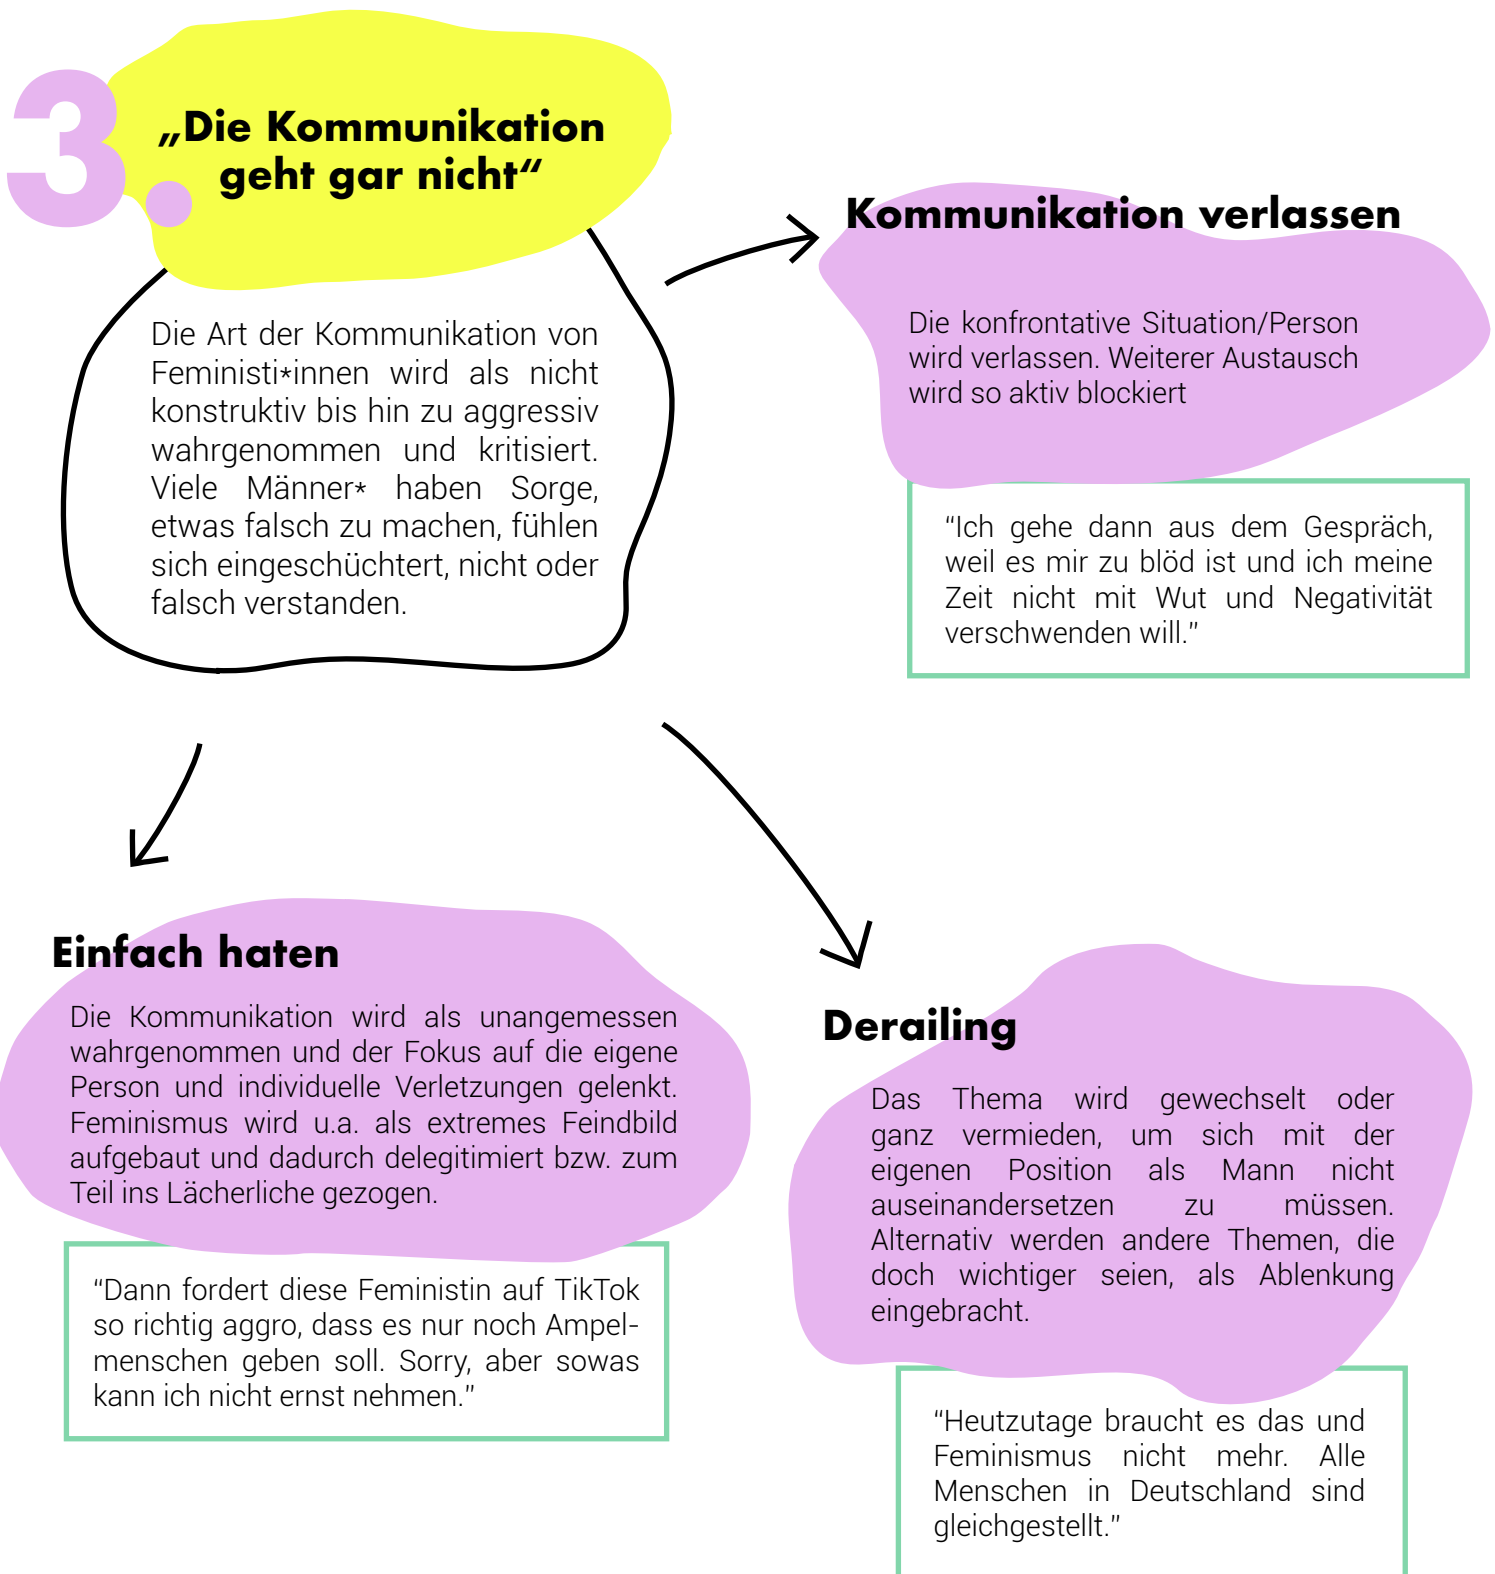 3.
„Die Kommunikation
geht gar nicht“
Die Art der Kommunikation von
Feministi*innen wird als nicht
konstruktiv bis hin zu aggressiv
wahrgenommen und kritisiert.
Viele Männer* haben Sorge,
etwas falsch zu machen, fühlen
sich eingeschüchtert, nicht oder
falsch verstanden.
Kommunikation verlassen
Die konfrontative Situation/Person
wird verlassen. Weiterer Austausch
wird so aktiv blockiert
“Ich gehe dann aus dem Gespräch,
weil es mir zu blöd ist und ich meine
Zeit nicht mit Wut und Negativität
verschwenden will.”
Einfach haten
Die Kommunikation wird als unangemessen
wahrgenommen und der Fokus auf die eigene
Person und individuelle Verletzungen gelenkt.
Feminismus wird u.a. als extremes Feindbild
aufgebaut und dadurch delegitimiert bzw. zum
Teil ins Lächerliche gezogen.
“Dann fordert diese Feministin auf TikTok
so richtig aggro, dass es nur noch Ampel-
menschen geben soll. Sorry, aber sowas
kann ich nicht ernst nehmen.”
Derailing
Das Thema wird gewechselt oder
ganz vermieden, um sich mit der
eigenen Position als Mann nicht
auseinandersetzen zu müssen.
Alternativ werden andere Themen, die
doch wichtiger seien, als Ablenkung
eingebracht.
“Heutzutage braucht es das und
Feminismus nicht mehr. Alle
Menschen in Deutschland sind
gleichgestellt.”